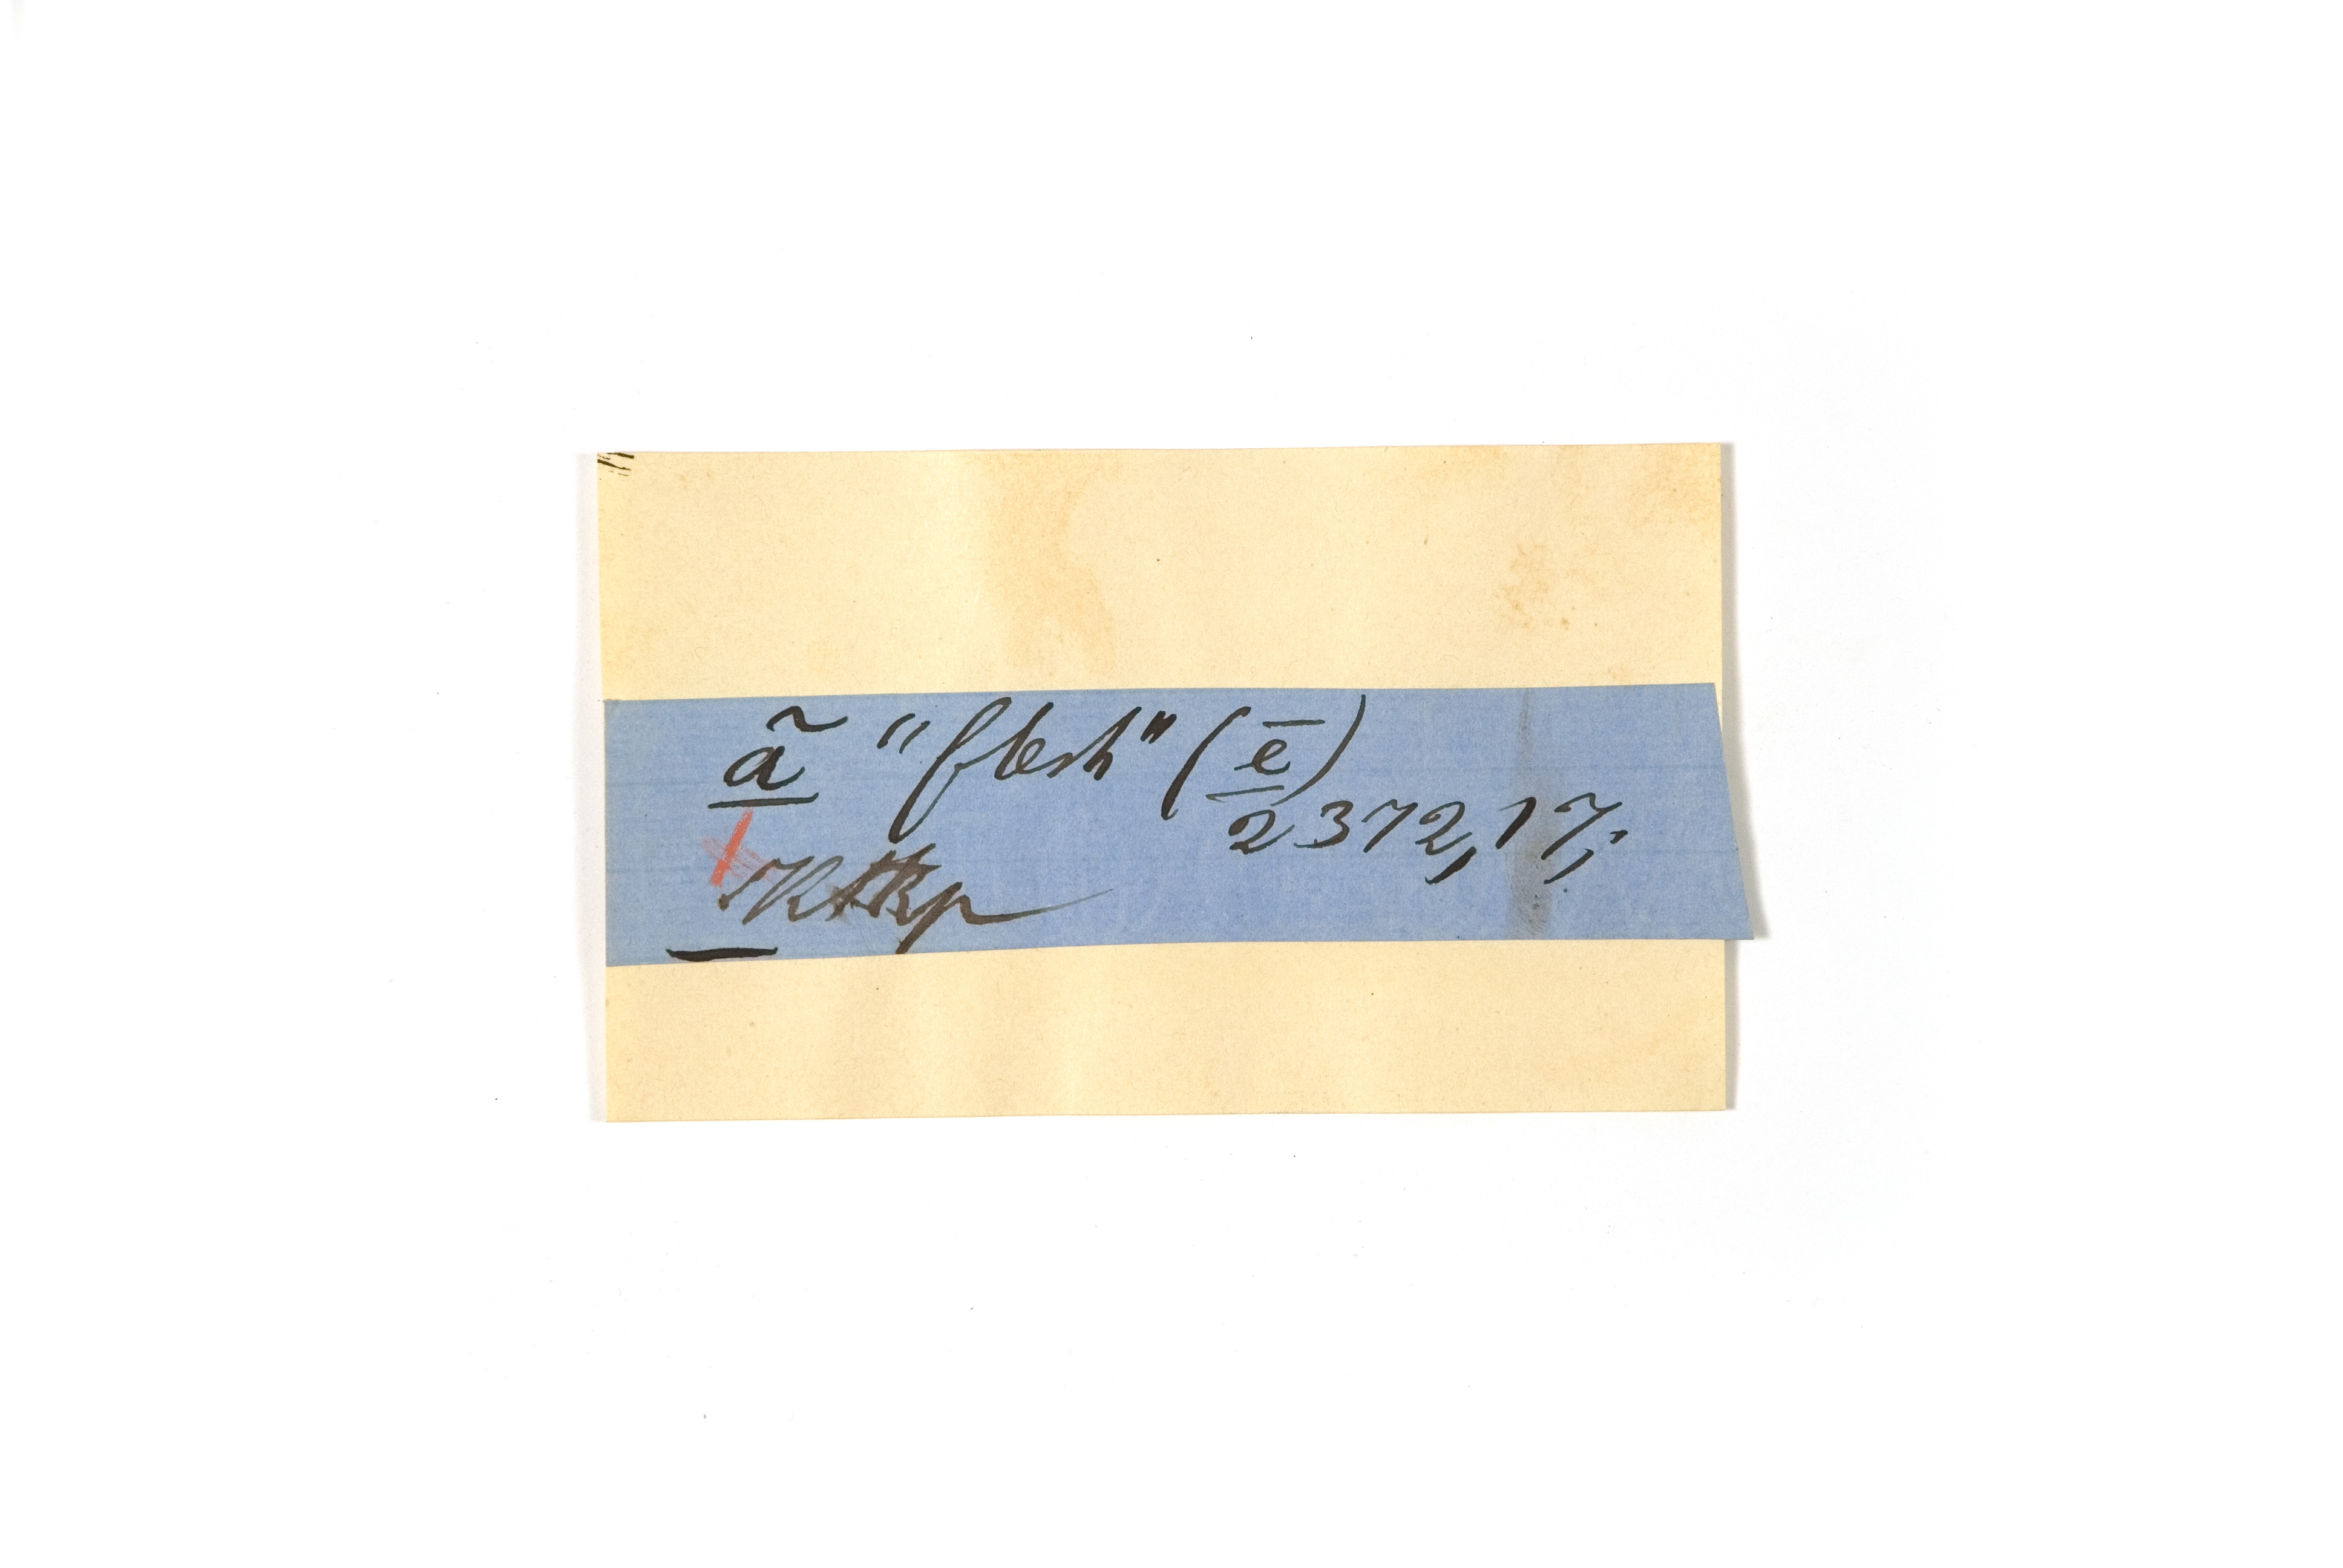 ã "flesh" (ē)
2372,17,